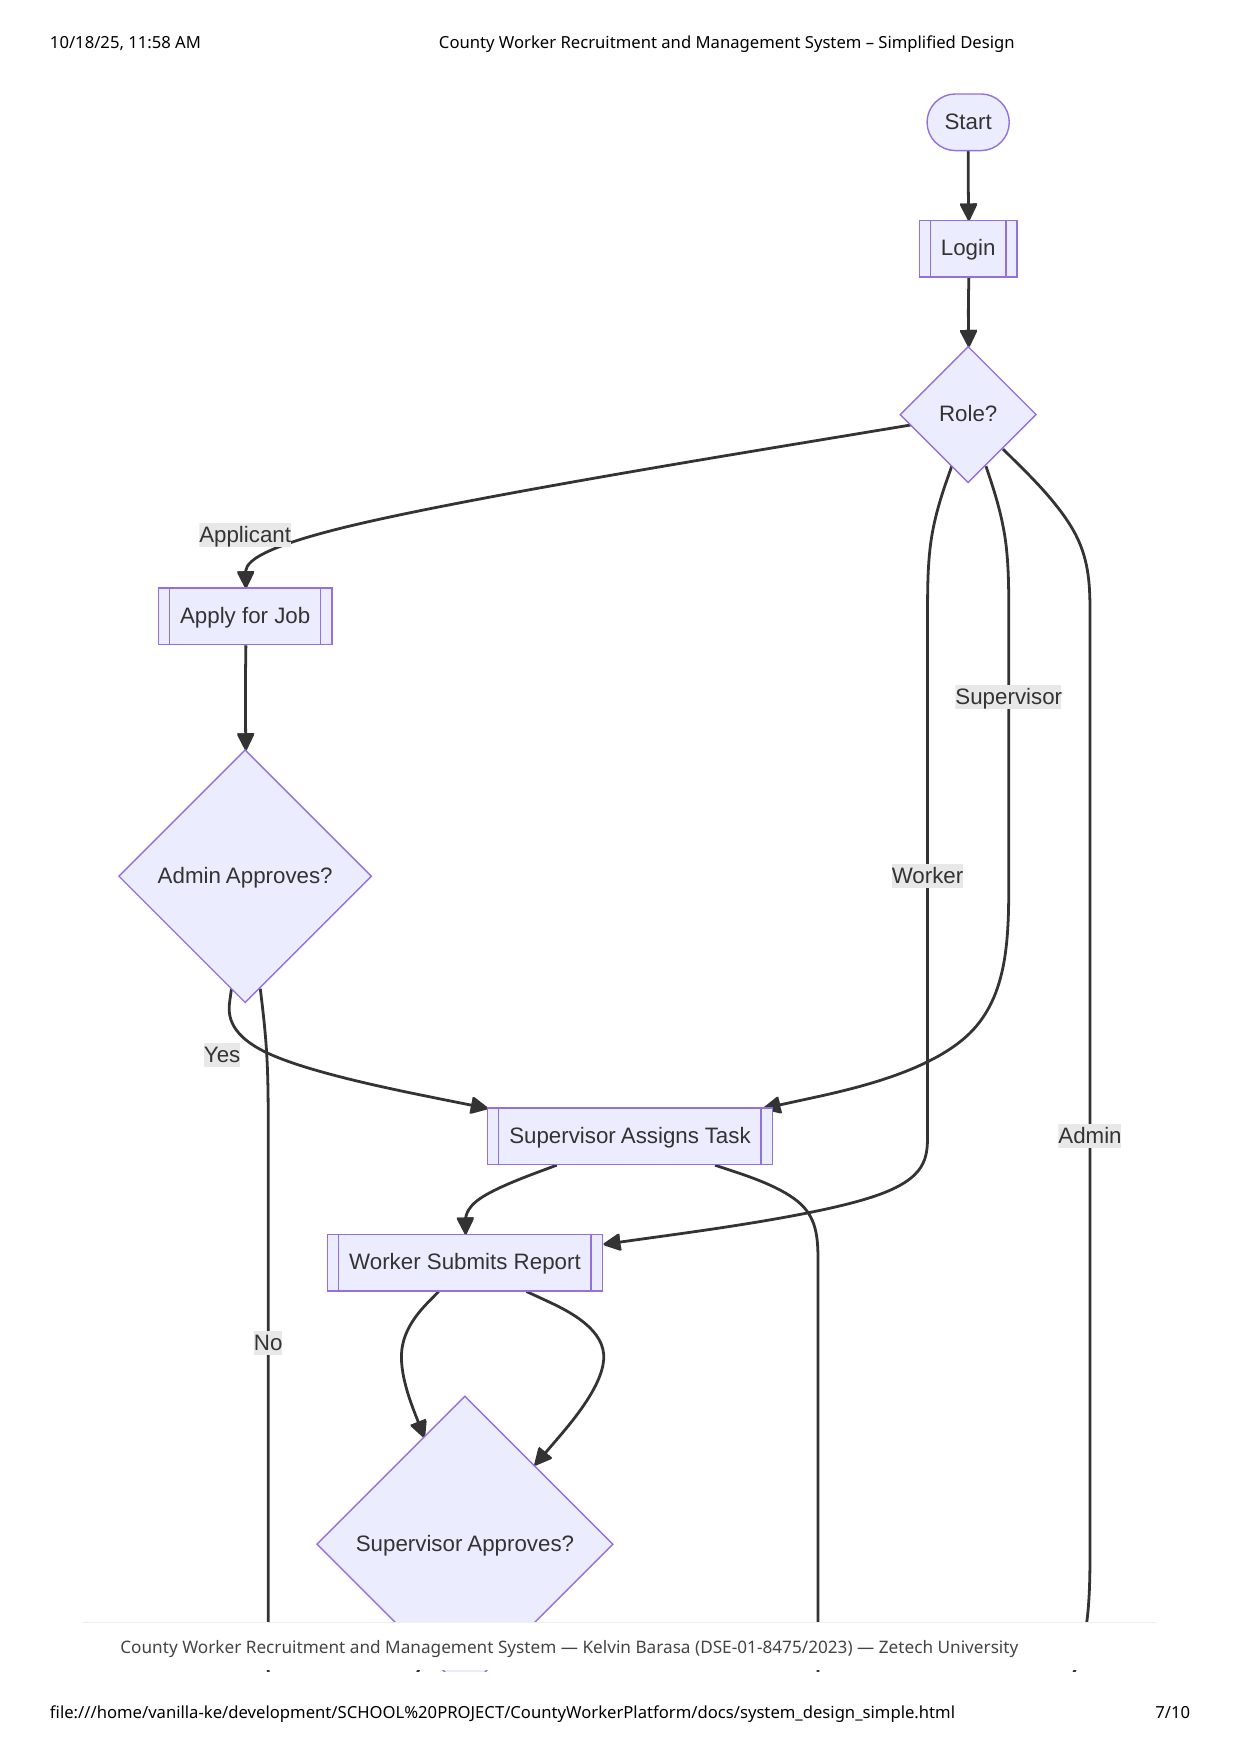 10/18/25, 11:58 AM
County Worker Recruitment and Management System – Simplified Design
Start
Login
Role?
Applicant
Apply for Job
Supervisor
Admin Approves?
Worker
Yes
Supervisor Assigns Task
Admin
Worker Submits Report
No
Supervisor Approves?
County Worker Recruitment and Management System — Kelvin Barasa (DSE-01-8475/2023) — Zetech University
file:///home/vanilla-ke/development/SCHOOL%20PROJECT/CountyWorkerPlatform/docs/system_design_simple.html
7/10